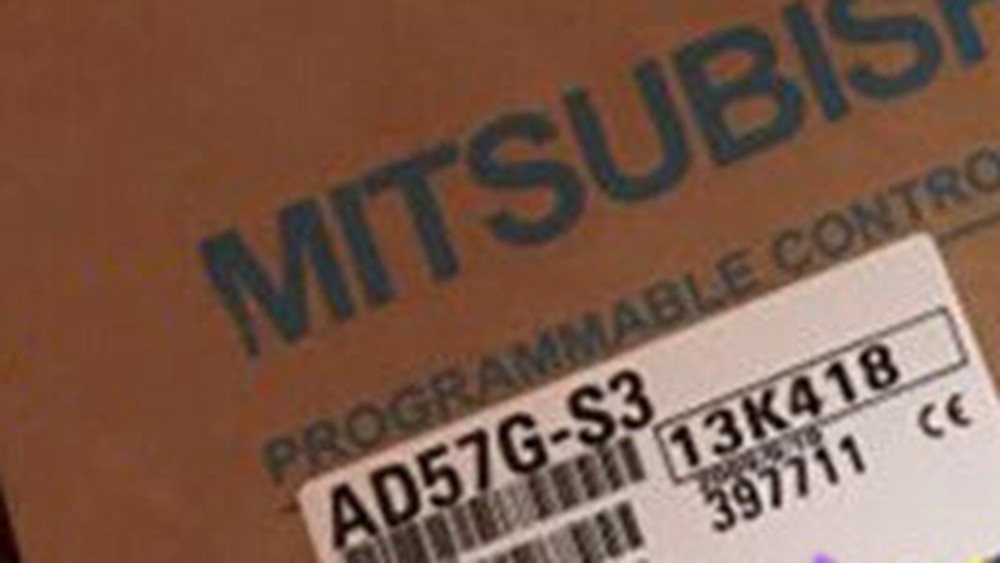 MITSUBISH
PROGRAMMABLE CONTRO
AD57G-S3
13K418
397711
CE